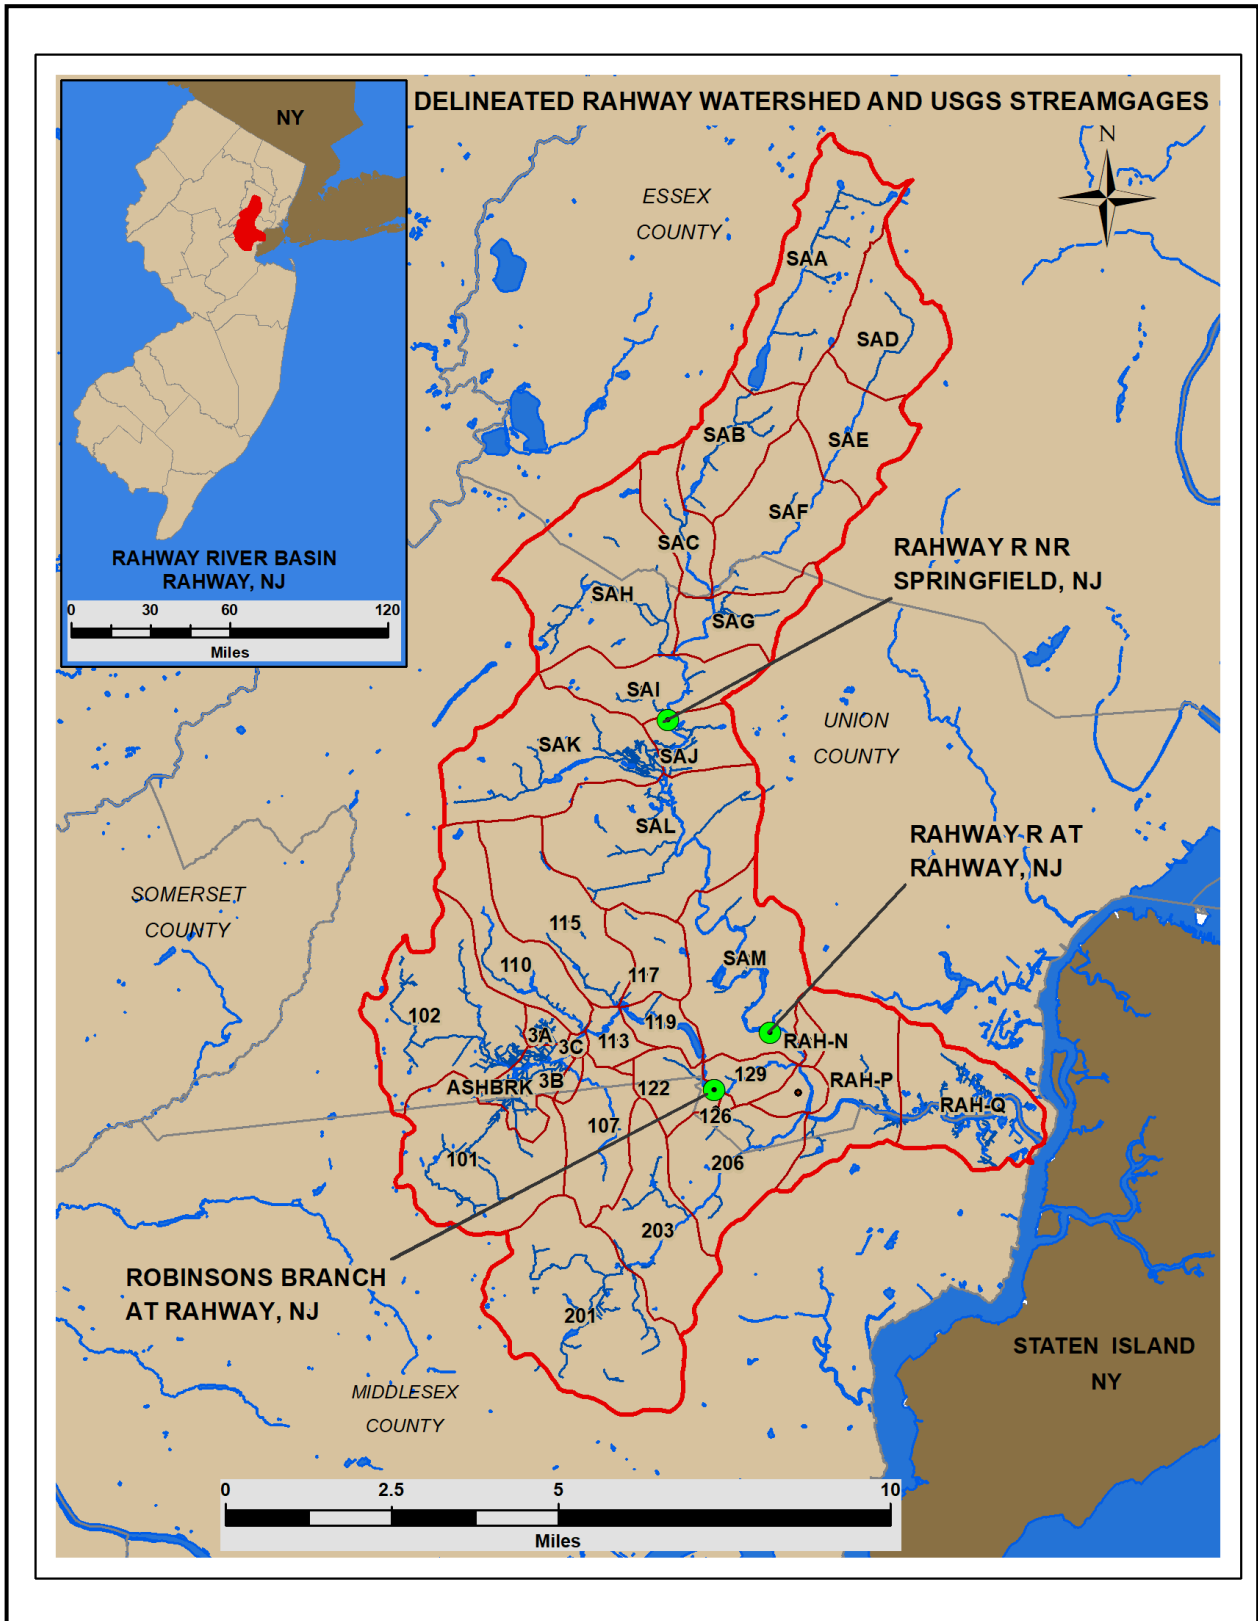 DELINEATED RAHWAY WATERSHED AND USGS STREAMGAGES
NY
RAHWAY RIVER BASIN
RAHWAY, NJ
0 30 60 120
Miles
N
ESSEX
COUNTY
SAA
SAD
SAB
SAE
SAF
SAC
RAHWAY R NR
SPRINGFIELD, NJ
SAH
SAG
SAI
UNION
COUNTY
SAK
SAJ
SAL
RAHWAY R AT
RAHWAY, NJ
SOMERSET
COUNTY
115
110
117
SAM
102
119
3A
3C
113
RAH-N
ASHBRK
3B
122
129
RAH-P
RAH-Q
107
126
101
206
203
ROBINSONS BRANCH
AT RAHWAY, NJ
201
STATEN ISLAND
NY
MIDDLESEX
COUNTY
0 2.5 5 10
Miles